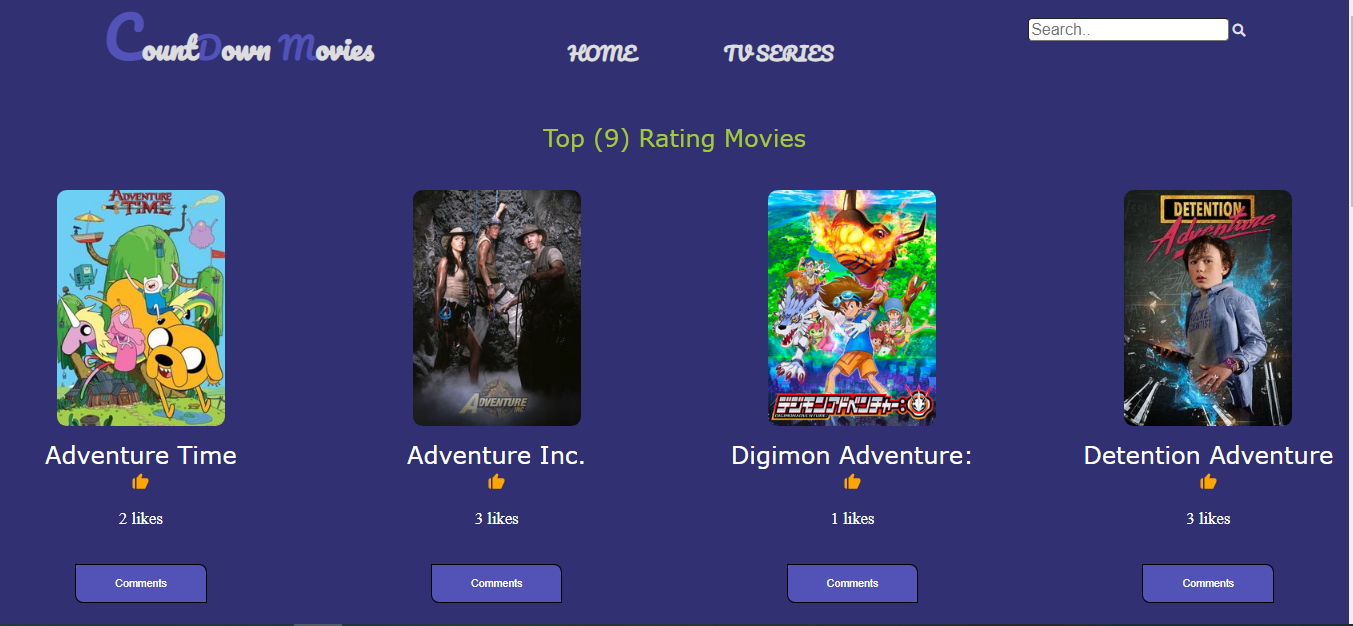 CountDown Movies
HOME
TV SERIES
Search..
Top (9) Rating Movies
ADVENTURE TIME
ADVENTURE INC.
デジモンアドベンチャー:
DETENTION
Adventure
Adventure Time
Adventure Inc.
Digimon Adventure:
Detention Adventure
2 likes
3 likes
1 likes
3 likes
Comments
Comments
Comments
Comments